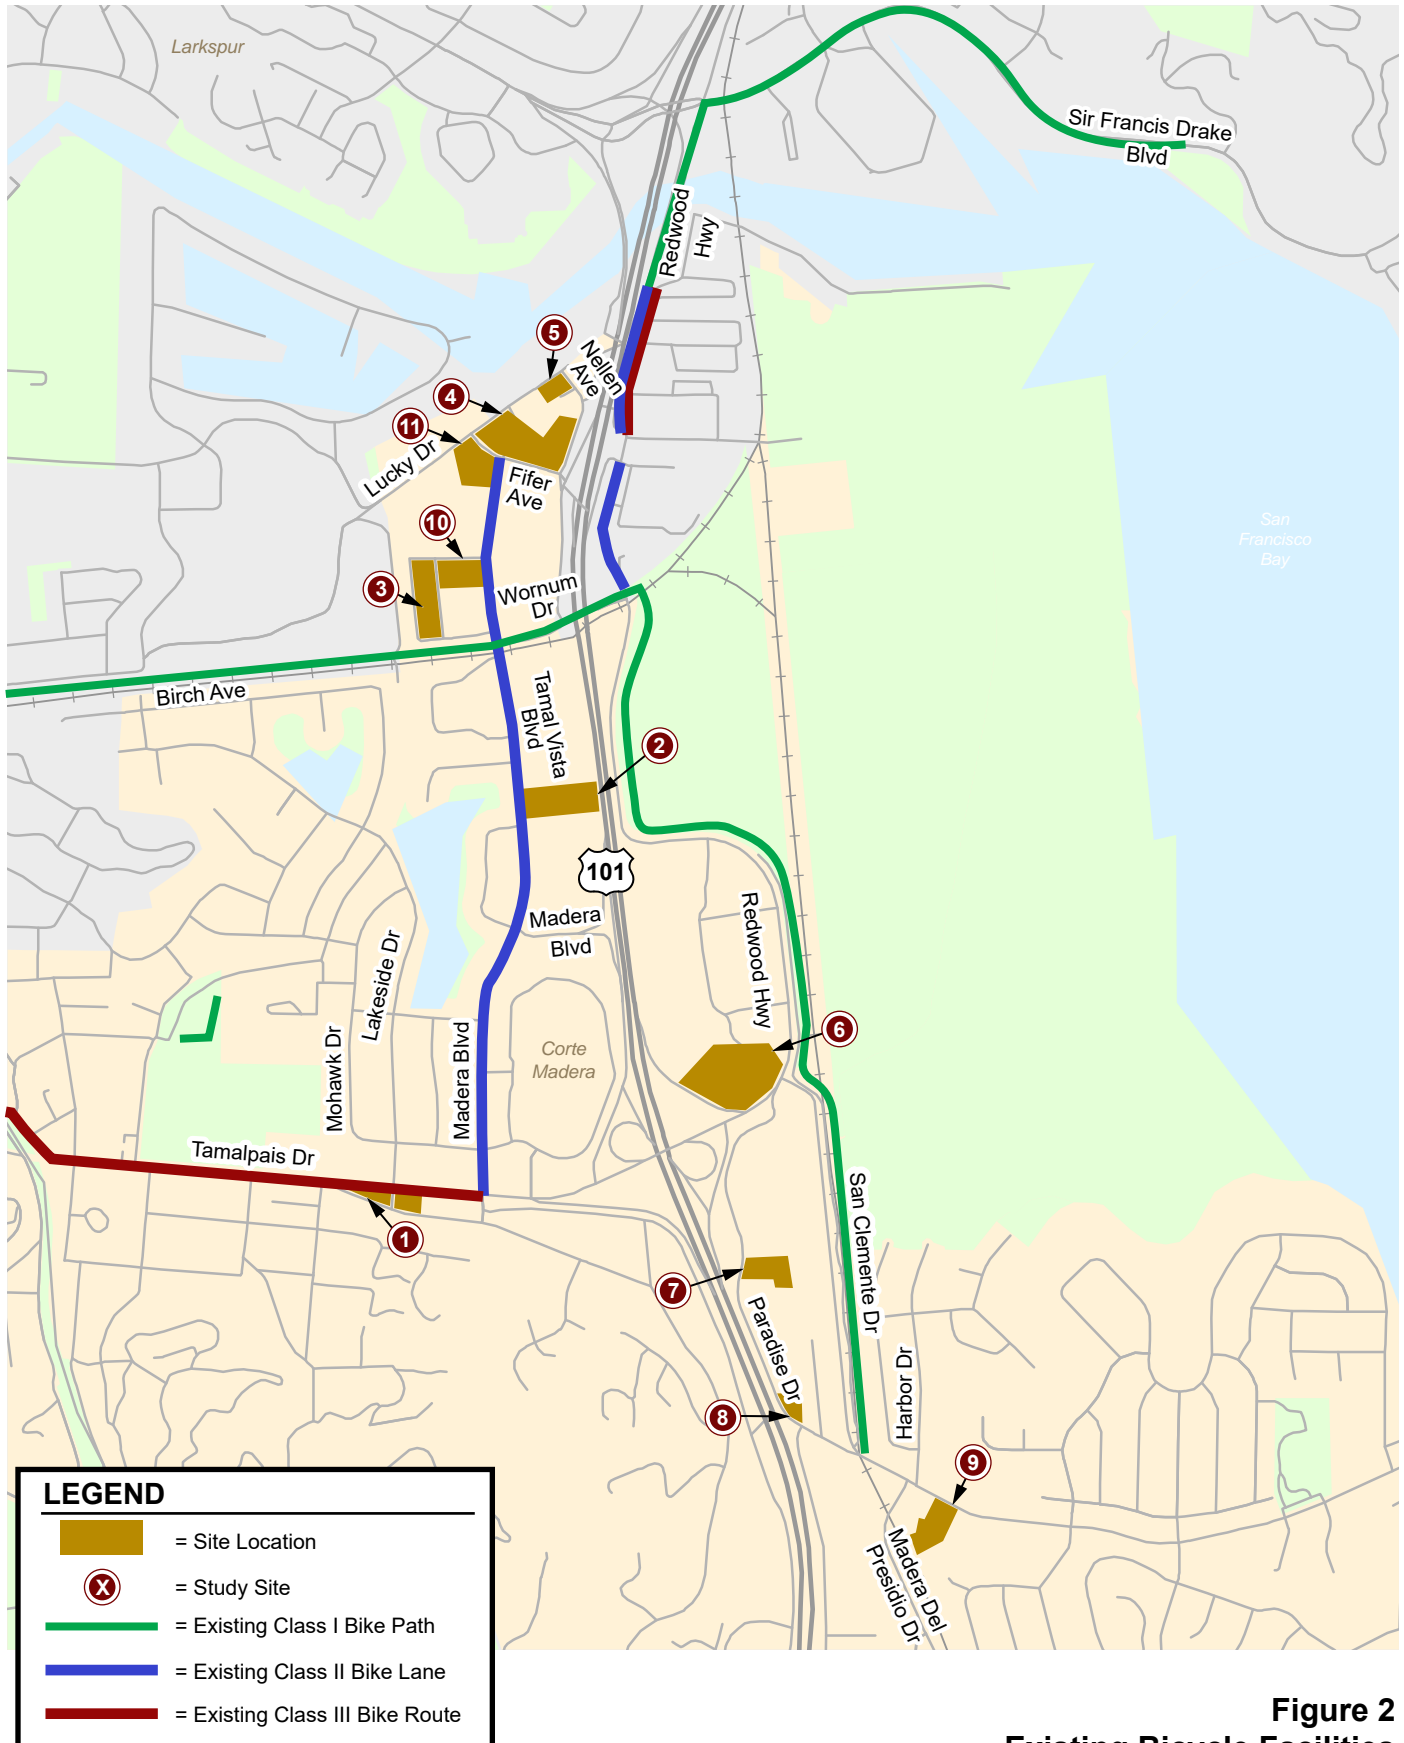 Larkspur
Sir Francis Drake
Blvd
Redwood
Hwy
5
Nellen
Ave
4
11
Lucky Dr
Fifer
Ave
San
Francisco
Bay
10
3
Wornum
Dr
Birch Ave
Tamal Vista
Blvd
2
101
Madera
Blvd
Redwood Hwy
Lakeside Dr
Mohawk Dr
Madera Blvd
Corte
Madera
6
Tamalpais Dr
1
San Clemente Dr
7
Paradise Dr
Harbor Dr
8
9
Madera Del
Presidio Dr
LEGEND
= Site Location
X = Study Site
= Existing Class I Bike Path
= Existing Class II Bike Lane
= Existing Class III Bike Route
Figure 2
Existing Bicycle Facilities